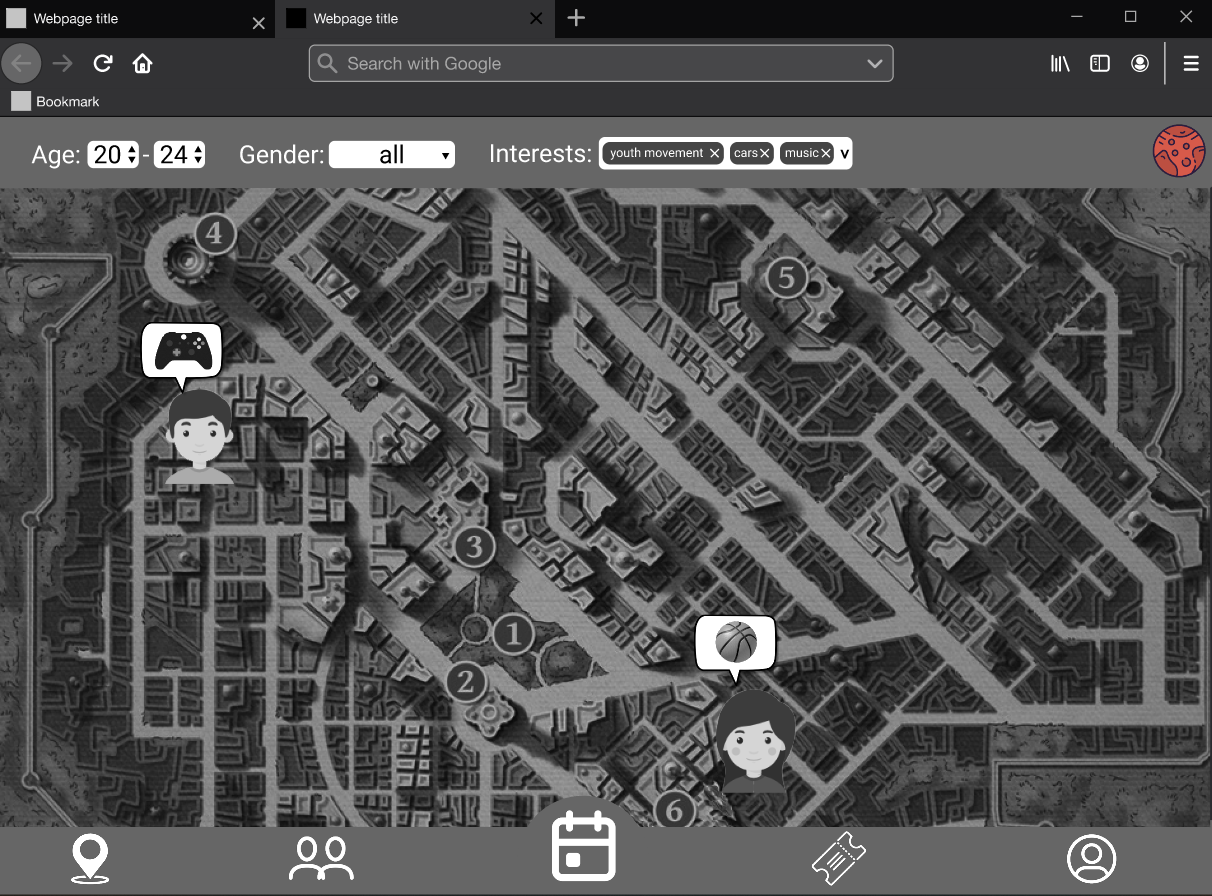 Webpage title
Webpage title
Search with Google
Bookmark
Age: 20 - 24 Gender: all Interests: youth movement cars music v
4
5
3
1
2
6